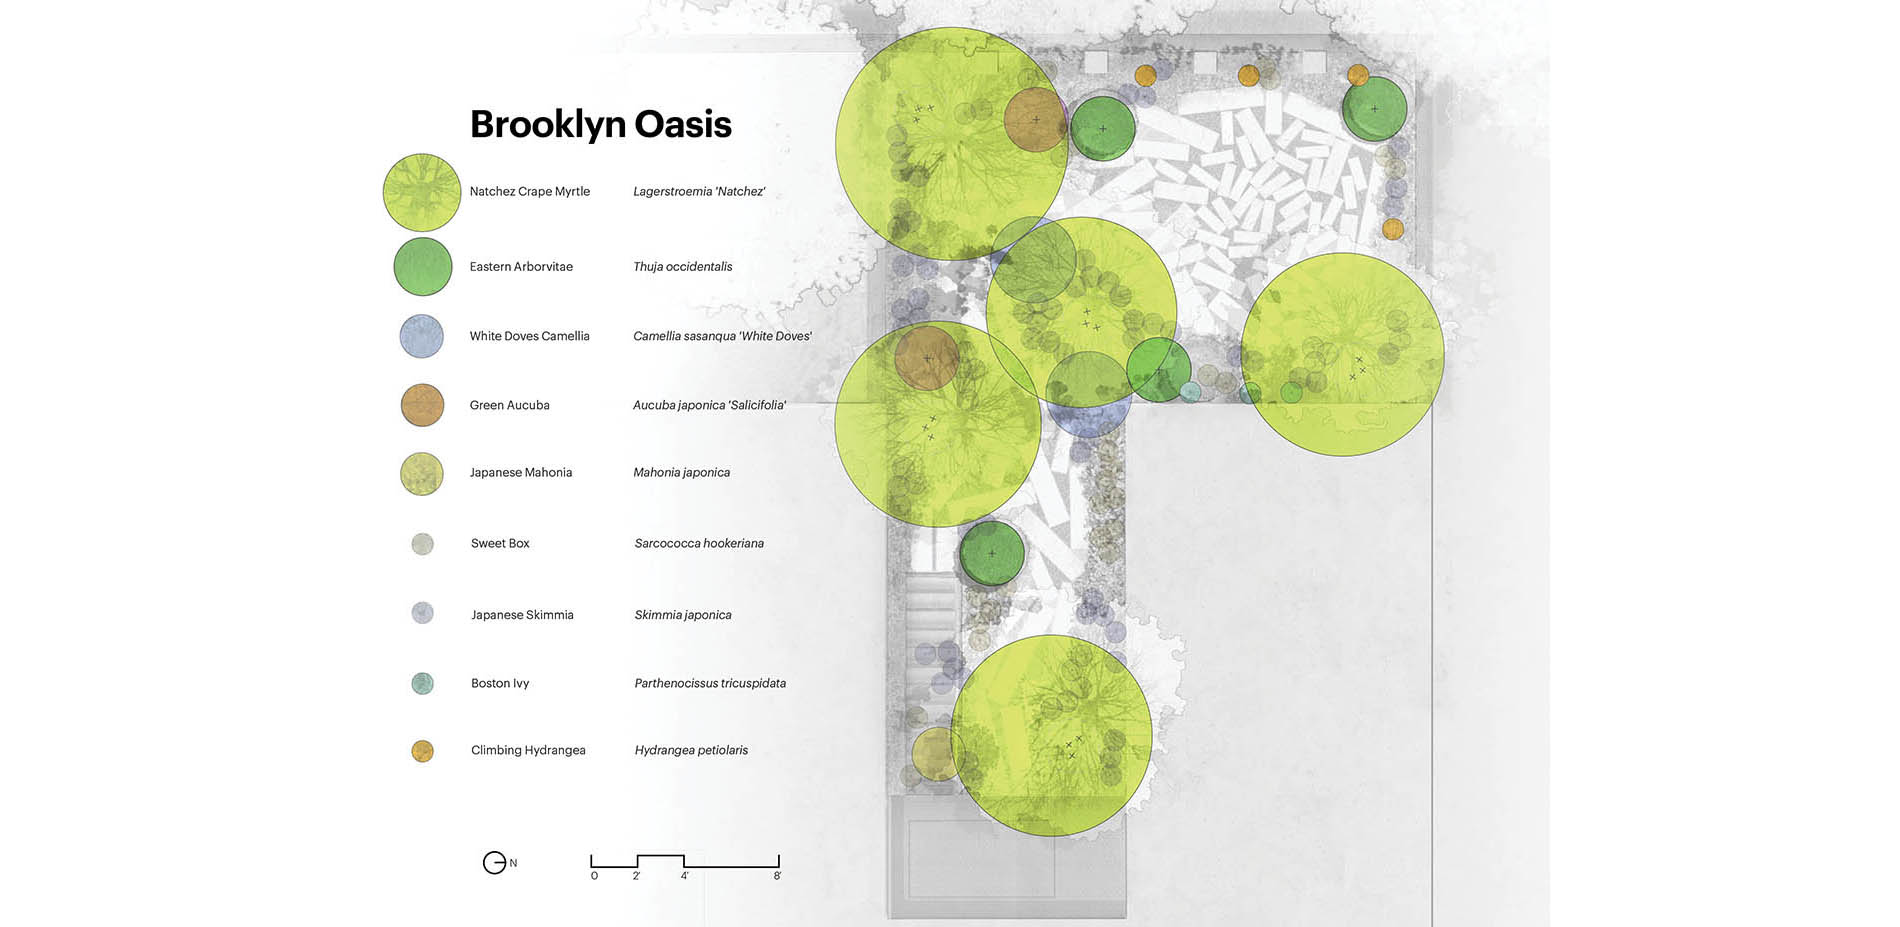 Brooklyn Oasis
Natchez Crape Myrtle Lagerstroemia 'Natchez'
Eastern Arborvitae Thuja occidentalis
White Doves Camellia Camellia sasanqua 'White Doves'
Green Aucuba Aucuba japonica 'Salicifolia'
Japanese Mahonia Mahonia japonica
Sweet Box Sarcococca hookeriana
Japanese Skimmia Skimmia japonica
Boston Ivy Parthenocissus tricuspidata
Climbing Hydrangea Hydrangea petiolaris
N
0 2' 4' 8'